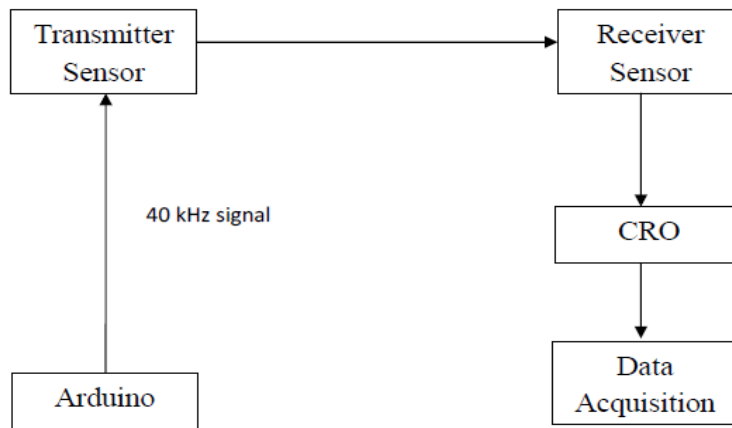 Transmitter
Sensor
Receiver
Sensor
40 kHz signal
CRO
Arduino
Data
Acquisition